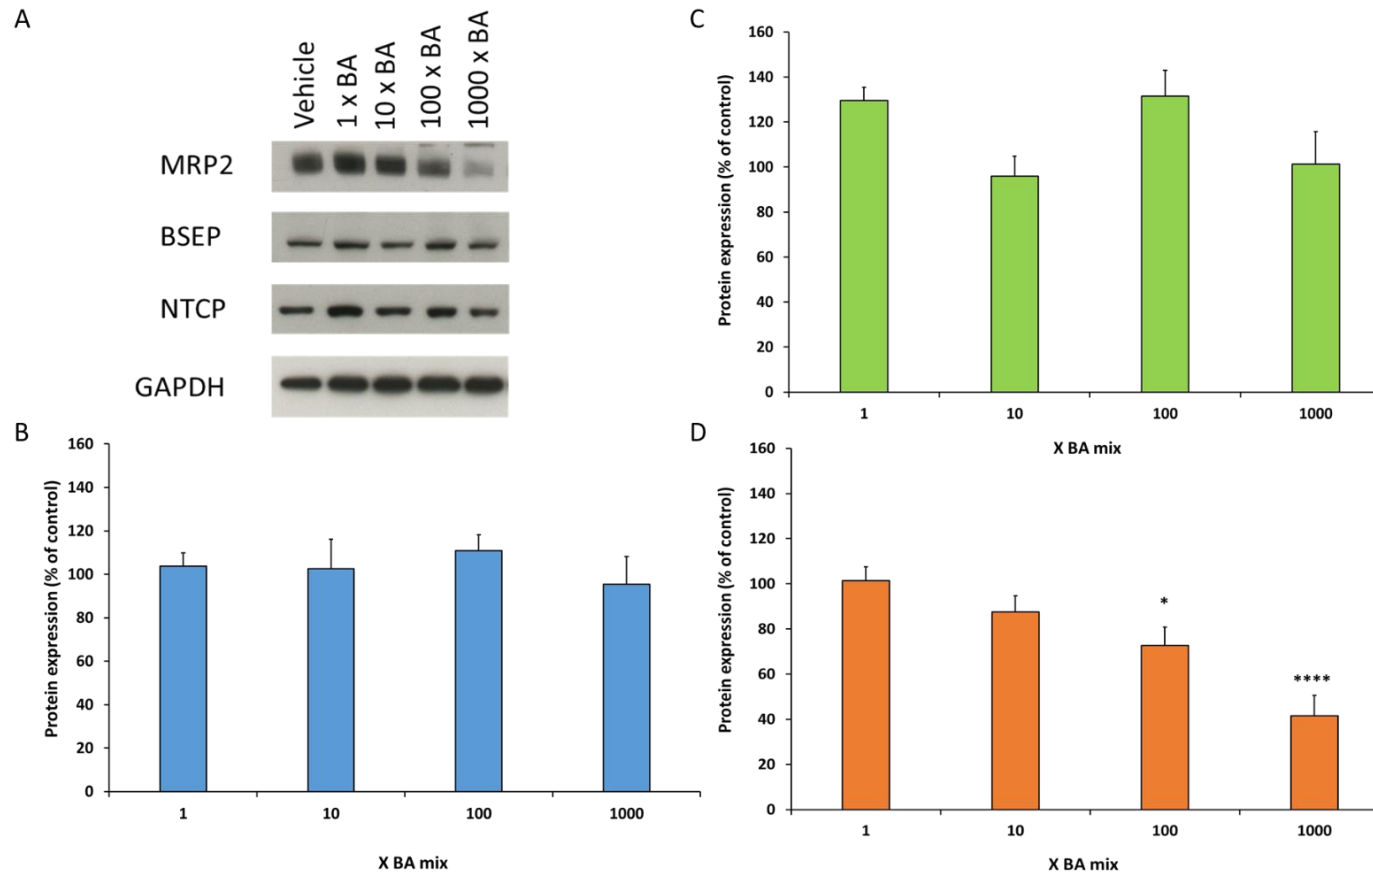 A
Vehicle
1 x BA
10 x BA
100 x BA
1000 x BA
MRP2
BSEP
NTCP
GAPDH
B
Protein expression (% of control)
160
140
120
100
80
60
40
20
0
1 10 100 1000
X BA mix
C
Protein expression (% of control)
160
140
120
100
80
60
40
20
0
1 10 100 1000
X BA mix
D
Protein expression (% of control)
160
140
120
100
80
60
40
20
0
*
****
1 10 100 1000
X BA mix